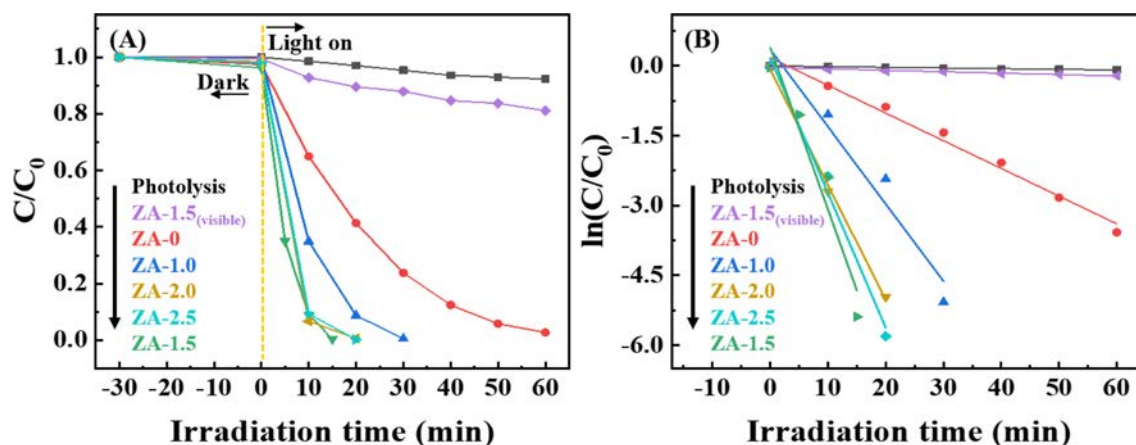 (A)
Light on
Dark
Photolysis
ZA-1.5(visible)
ZA-0
ZA-1.0
ZA-2.0
ZA-2.5
ZA-1.5
C/C0
1.0
0.8
0.6
0.4
0.2
0.0
-30 -20 -10 0 10 20 30 40 50 60
Irradiation time (min)
(B)
Photolysis
ZA-1.5(visible)
ZA-0
ZA-1.0
ZA-2.0
ZA-2.5
ZA-1.5
ln(C/C0)
0.0
-1.5
-3.0
-4.5
-6.0
-10 0 10 20 30 40 50 60
Irradiation time (min)